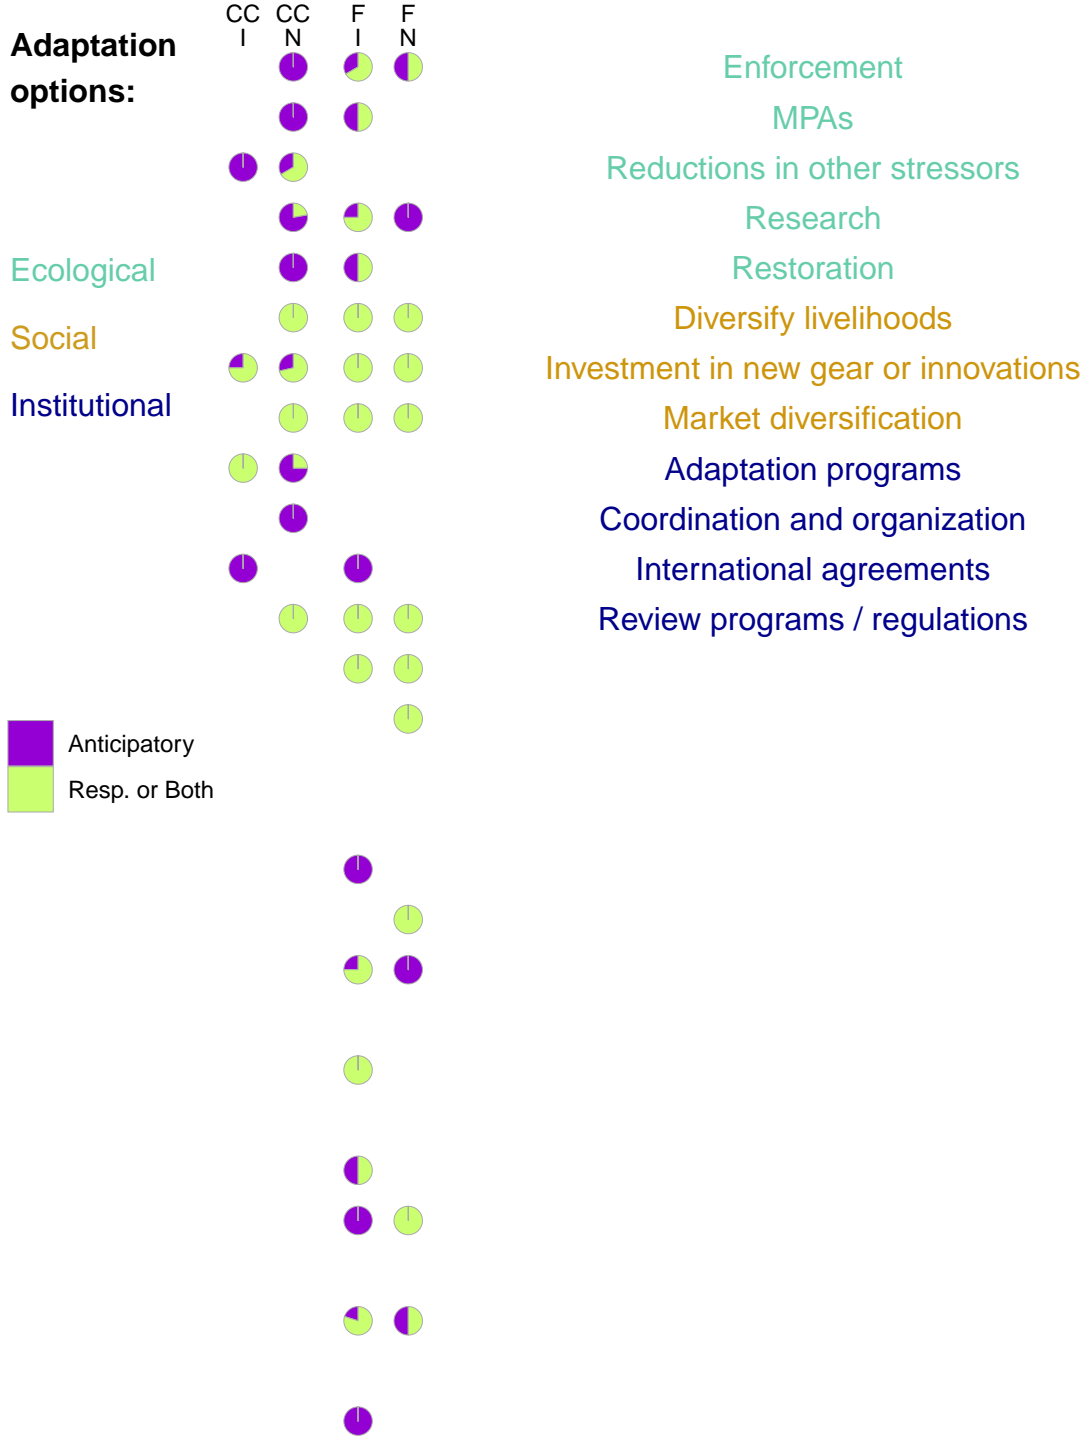 CC CC F F
I N I N
Adaptation
options:
Ecological
Social
Institutional
Enforcement
MPAs
Reductions in other stressors
Research
Restoration
Diversify livelihoods
Investment in new gear or innovations
Market diversification
Adaptation programs
Coordination and organization
International agreements
Review programs / regulations
Anticipatory
Resp. or Both